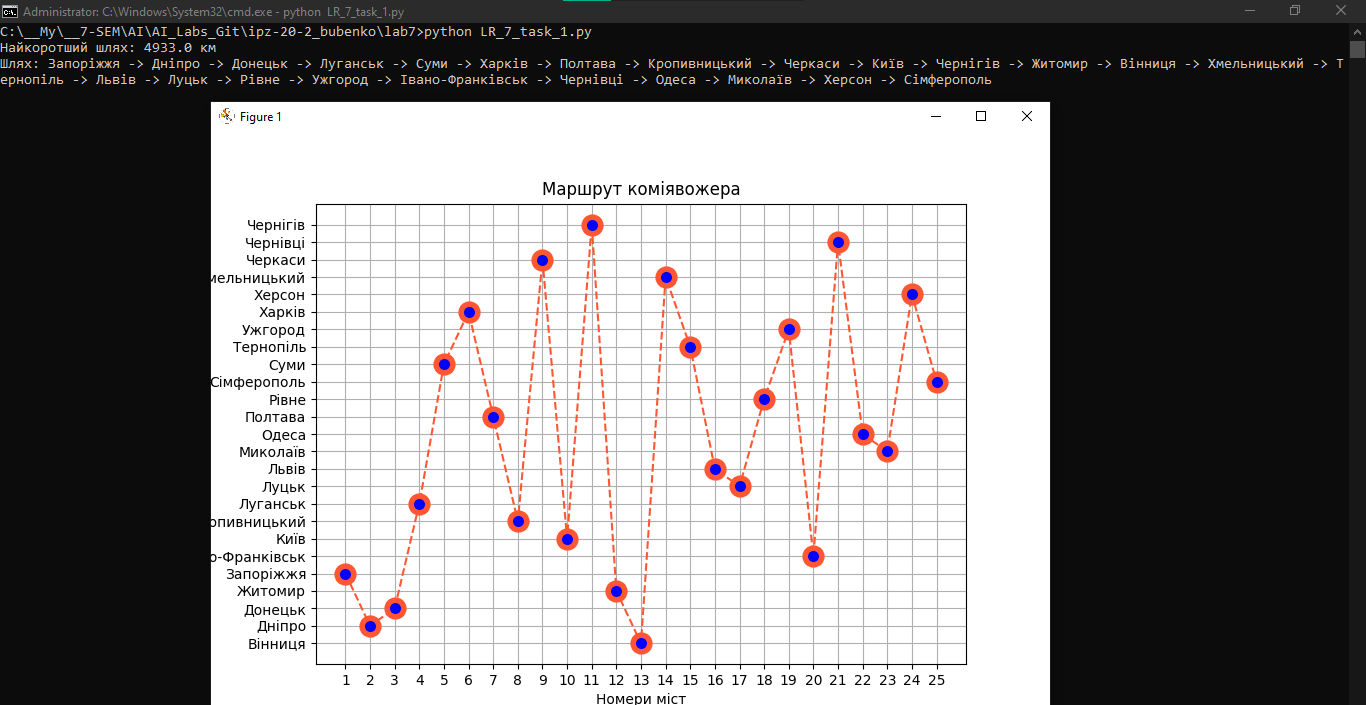 Administrator: C:\Windows\System32\cmd.exe - python LR_7_task_1.py
C:\__My\__7-SEM\AI\AI_Labs_Git\ipz-20-2_bubenko\lab7>python LR_7_task_1.py
Найкоротший шлях: 4933.0 км
Шлях: Запоріжжя -> Дніпро -> Донецьк -> Луганськ -> Суми -> Харків -> Полтава -> Кропивницький -> Черкаси -> Київ -> Чернігів -> Житомир -> Вінниця -> Хмельницький -> Т
ернопіль -> Львів -> Луцьк -> Рівне -> Ужгород -> Івано-Франківськ -> Чернівці -> Одеса -> Миколаїв -> Херсон -> Сімферополь
Figure 1
Маршрут коміявожера
Чернігів
Чернівці
Черкаси
мельницький
Херсон
Харків
Ужгород
Тернопіль
Суми
Сімферополь
Рівне
Полтава
Одеса
Миколаїв
Львів
Луцьк
Луганськ
опивницький
Київ
о-Франківськ
Запоріжжя
Житомир
Донецьк
Дніпро
Вінниця
1 2 3 4 5 6 7 8 9 10 11 12 13 14 15 16 17 18 19 20 21 22 23 24 25
Номери міст